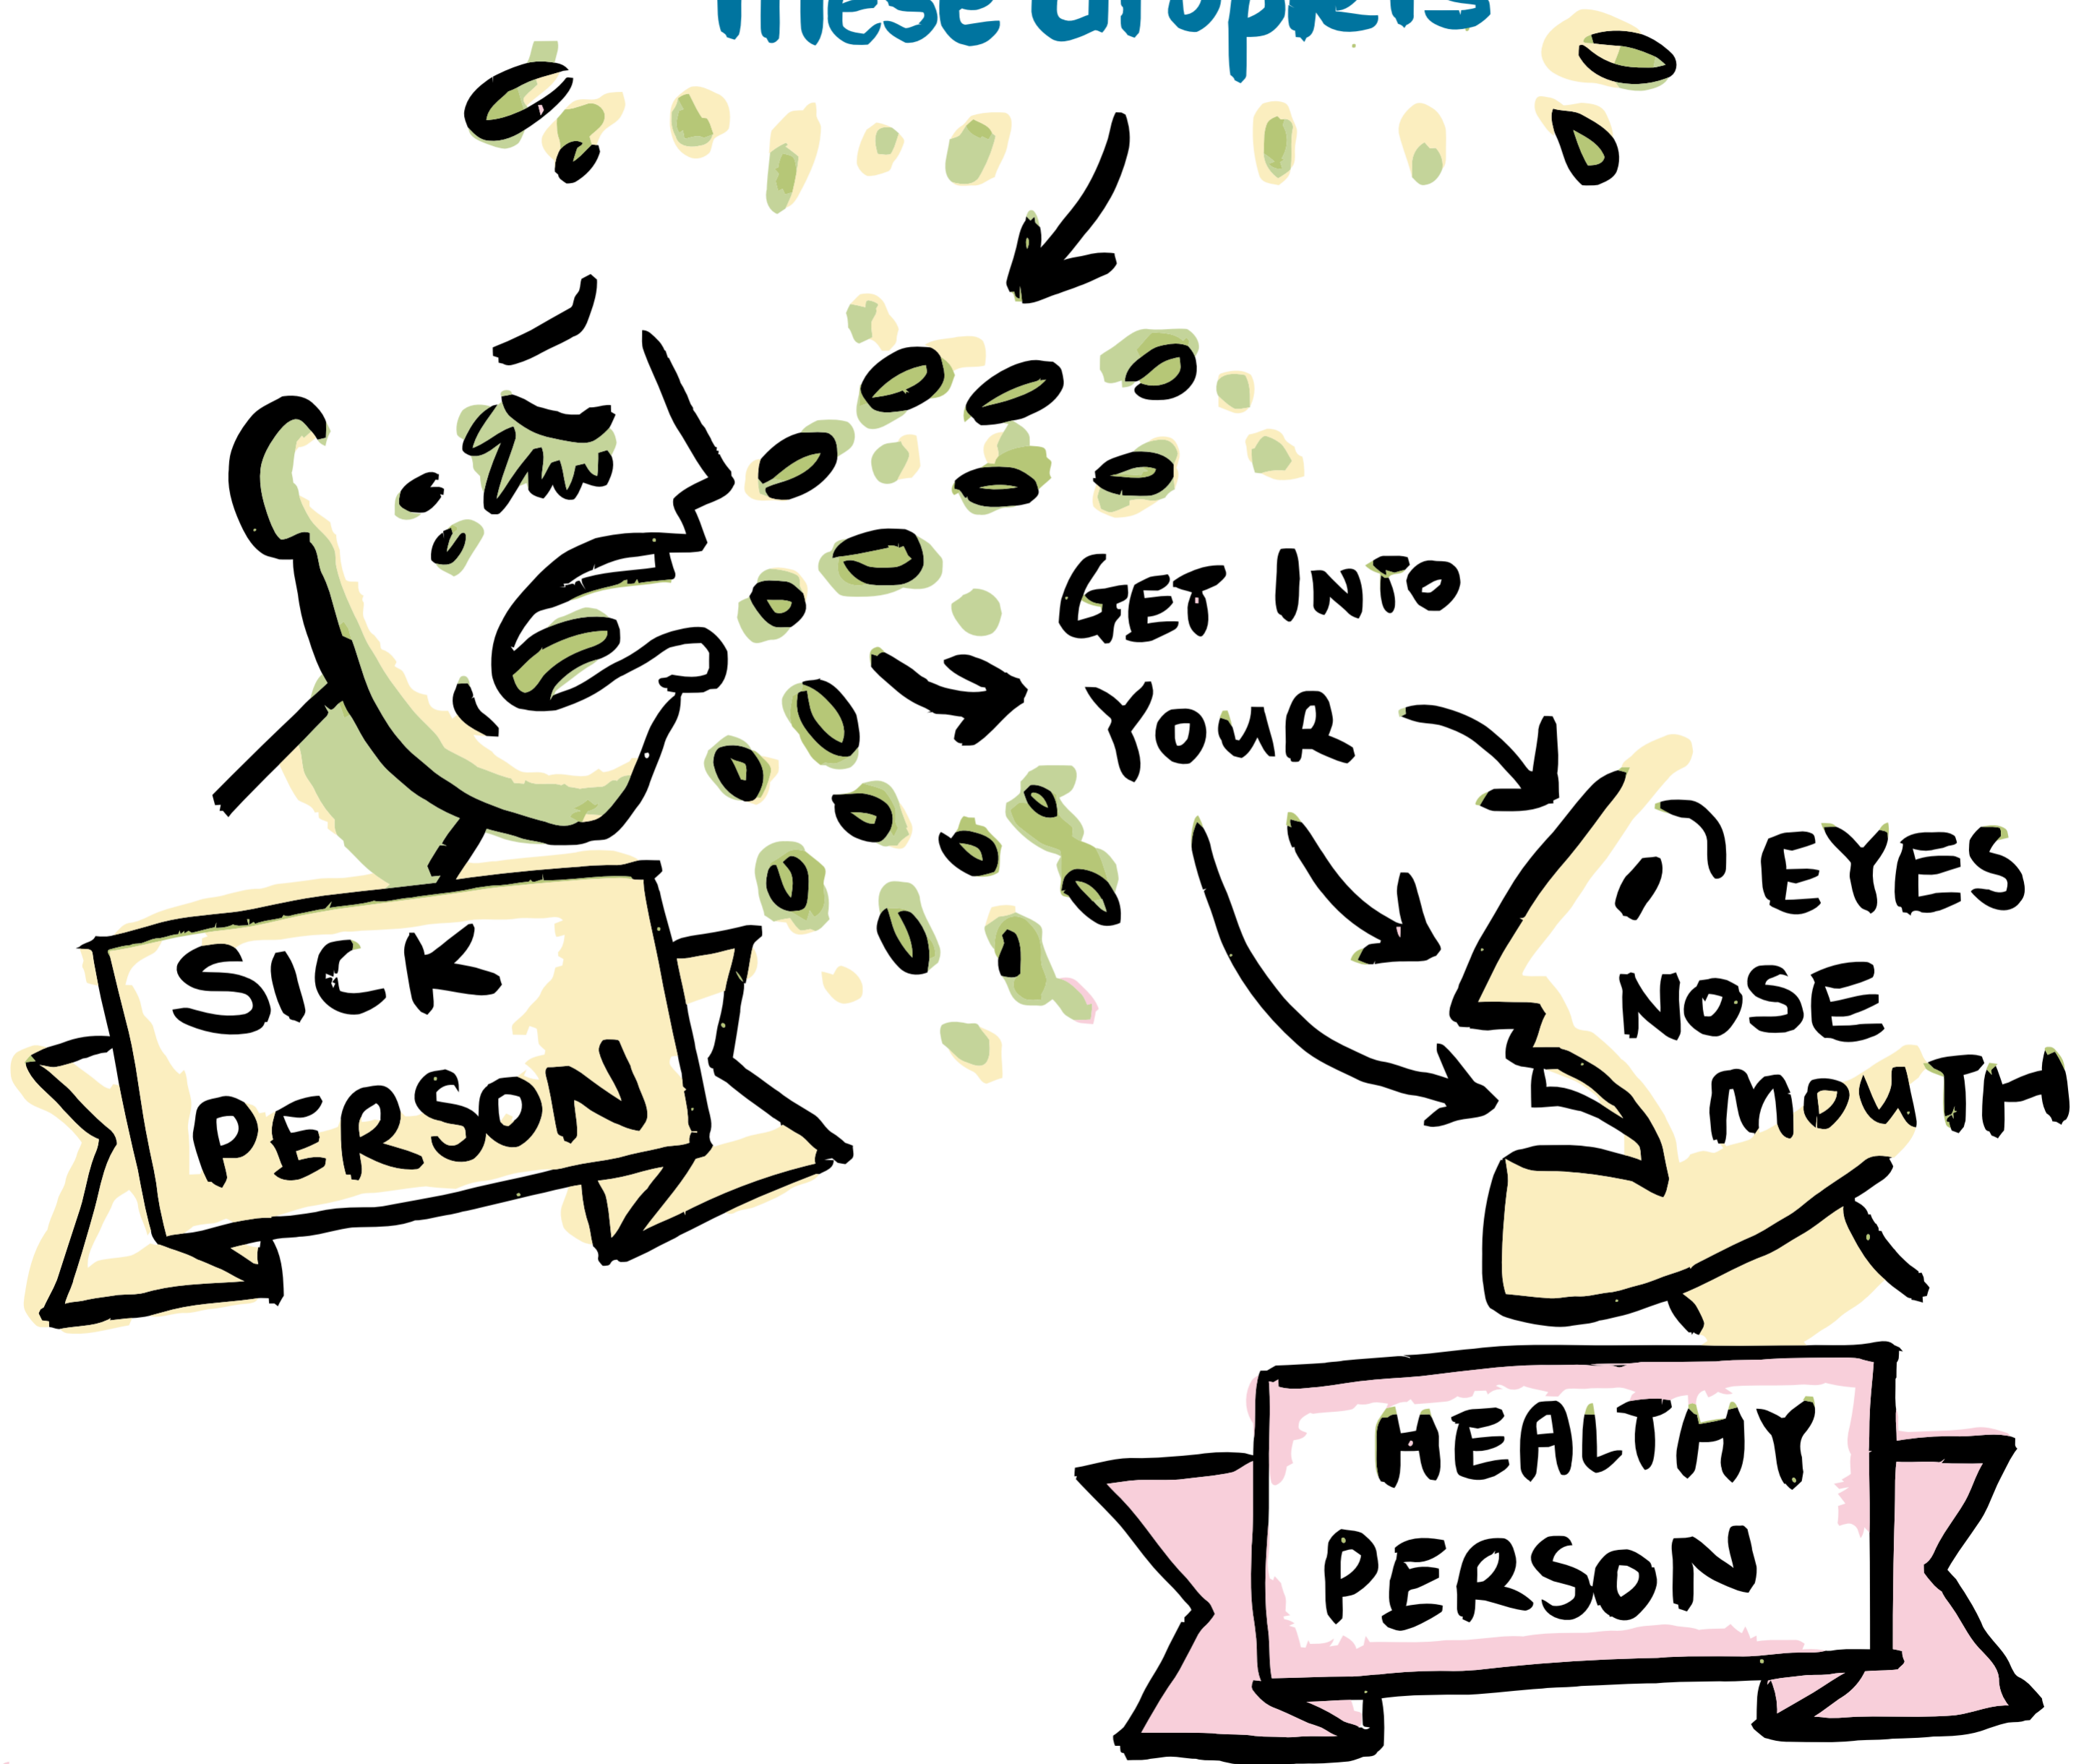 These droplets
GET INTO
YOUR
EYES
NOSE
MOUTH
SICK
PERSON
HEALTHY
PERSON